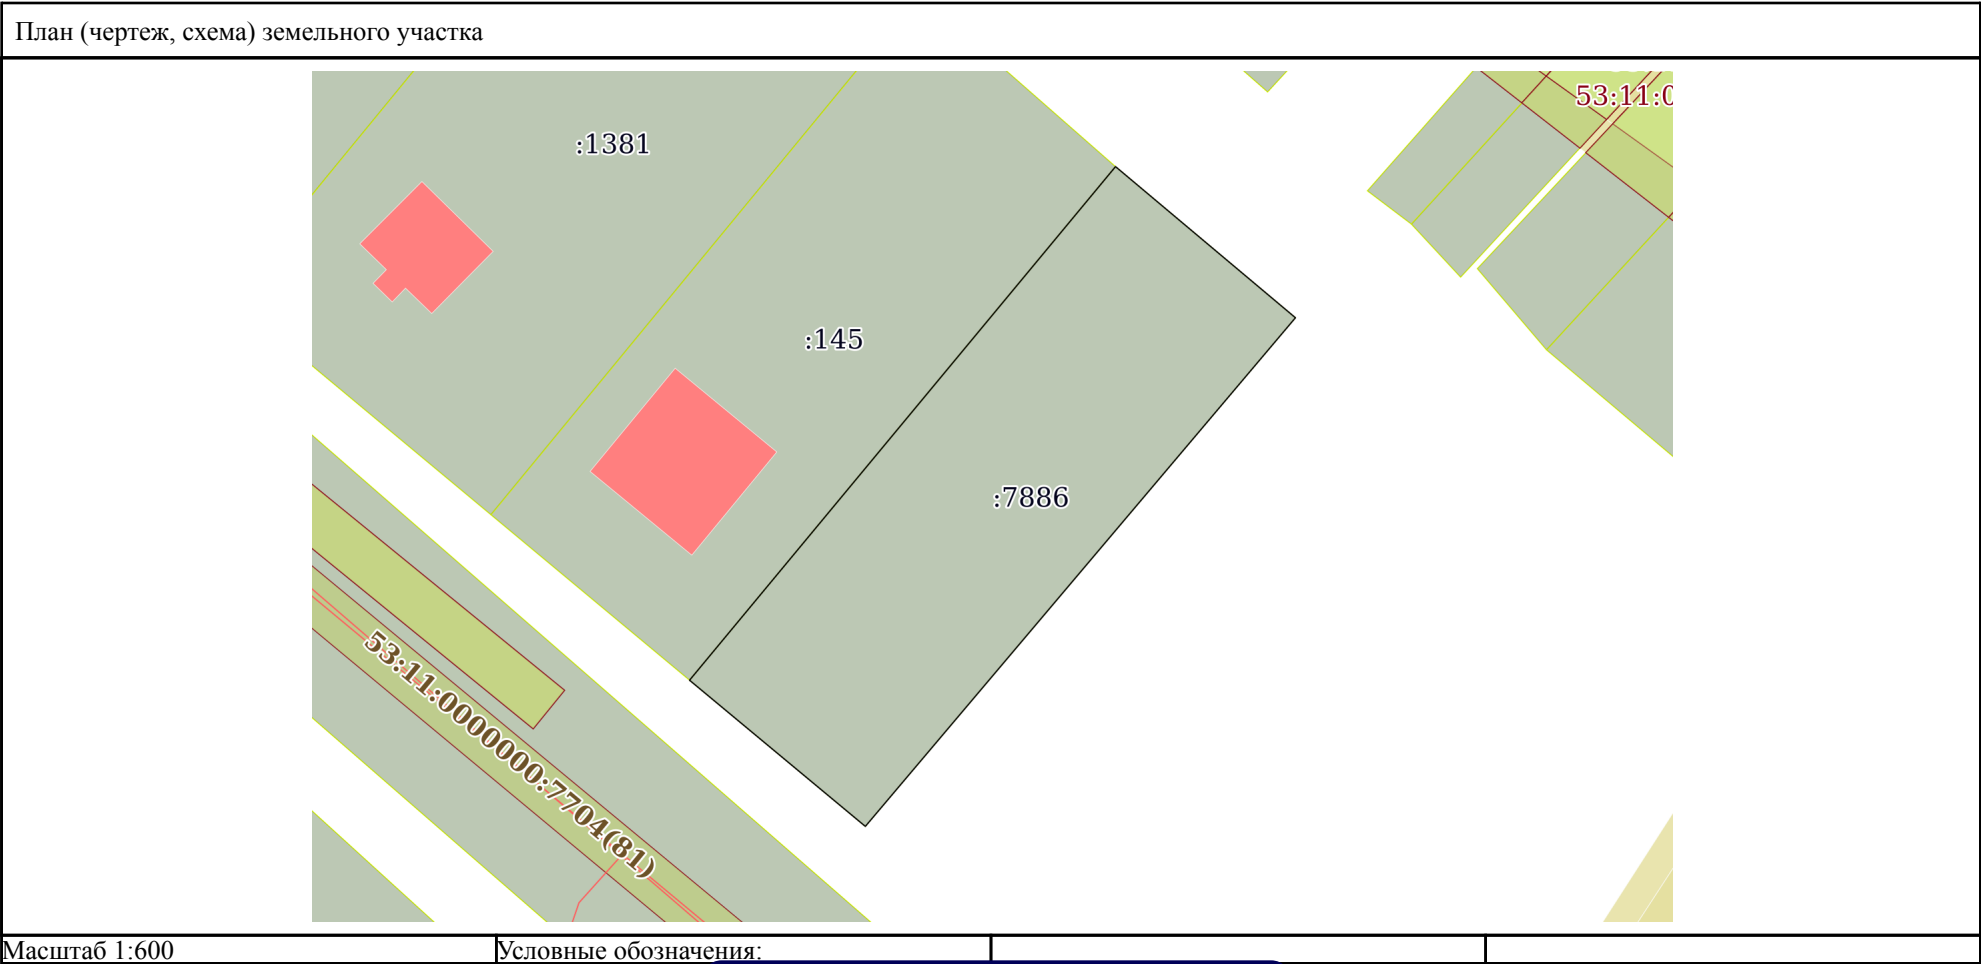 План (чертеж, схема) земельного участка
53:11:0
:1381
:145
:7886
53:11:0000000:7704(81)
Масштаб 1:600
Условные обозначения: